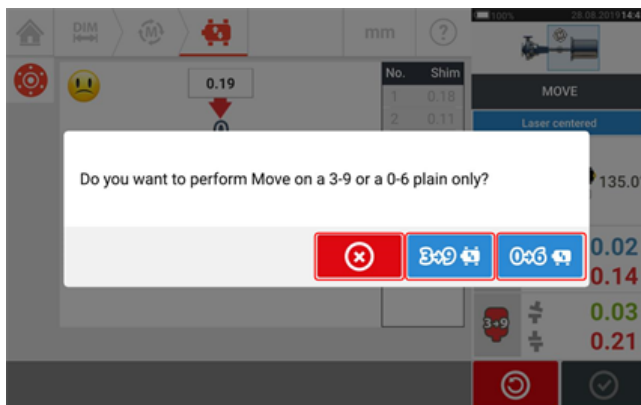 100% 28.08.2019 14:4
DIM
M
mm
?
0.19
No. Shim
1 0.18
2 0.11
MOVE
Laser centered
Do you want to perform Move on a 3-9 or a 0-6 plain only?
135.0
3→9
0→6
0.02
0.14
3→9
0.03
0.21